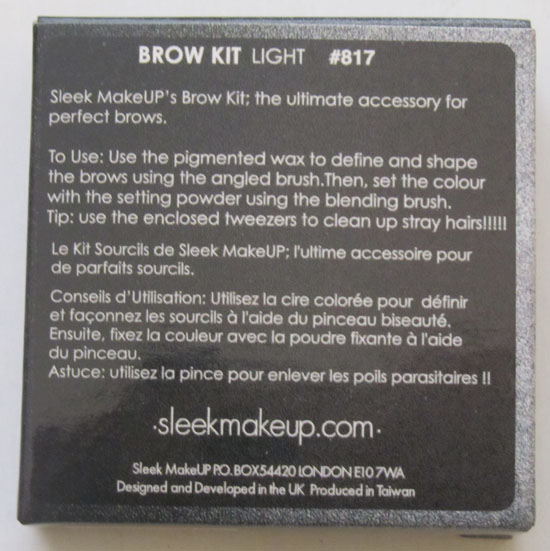 BROW KIT LIGHT #817
Sleek MakeUP's Brow Kit; the ultimate accessory for
perfect brows.
To Use: Use the pigmented wax to define and shape
the brows using the angled brush.Then, set the colour
with the setting powder using the blending brush.
Tip: use the enclosed tweezers to clean up stray hairs!!!!!
Le Kit Sourcils de Sleek MakeUP; l'ultime accessoire pour
de parfaits sourcils.
Conseils d'Utilisation: Utilisez la cire colorée pour définir
et façonnez les sourcils à l'aide du pinceau biseauté.
Ensuite, fixez la couleur avec la poudre fixante à l'aide
du pinceau.
Astuce: utilisez la pince pour enlever les poils parasitaires !!
·sleekmakeup.com·
Sleek MakeUP P.O. BOX54420 LONDON E10 7WA
Designed and Developed in the UK Produced in Taiwan